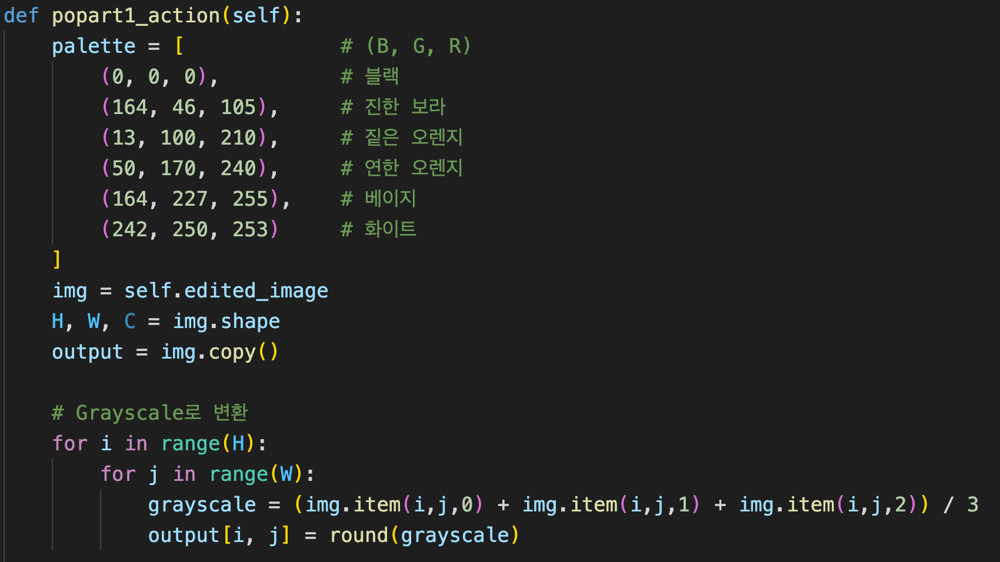 def popart1_action(self):
    palette = [             # (B, G, R)
        (0, 0, 0),          # 블랙
        (164, 46, 105),     # 진한 보라
        (13, 100, 210),     # 짙은 오렌지
        (50, 170, 240),     # 연한 오렌지
        (164, 227, 255),    # 베이지
        (242, 250, 253)     # 화이트
    ]
    img = self.edited_image
    H, W, C = img.shape
    output = img.copy()

    # Grayscale로 변환
    for i in range(H):
        for j in range(W):
            grayscale = (img.item(i,j,0) + img.item(i,j,1) + img.item(i,j,2)) / 3
            output[i, j] = round(grayscale)